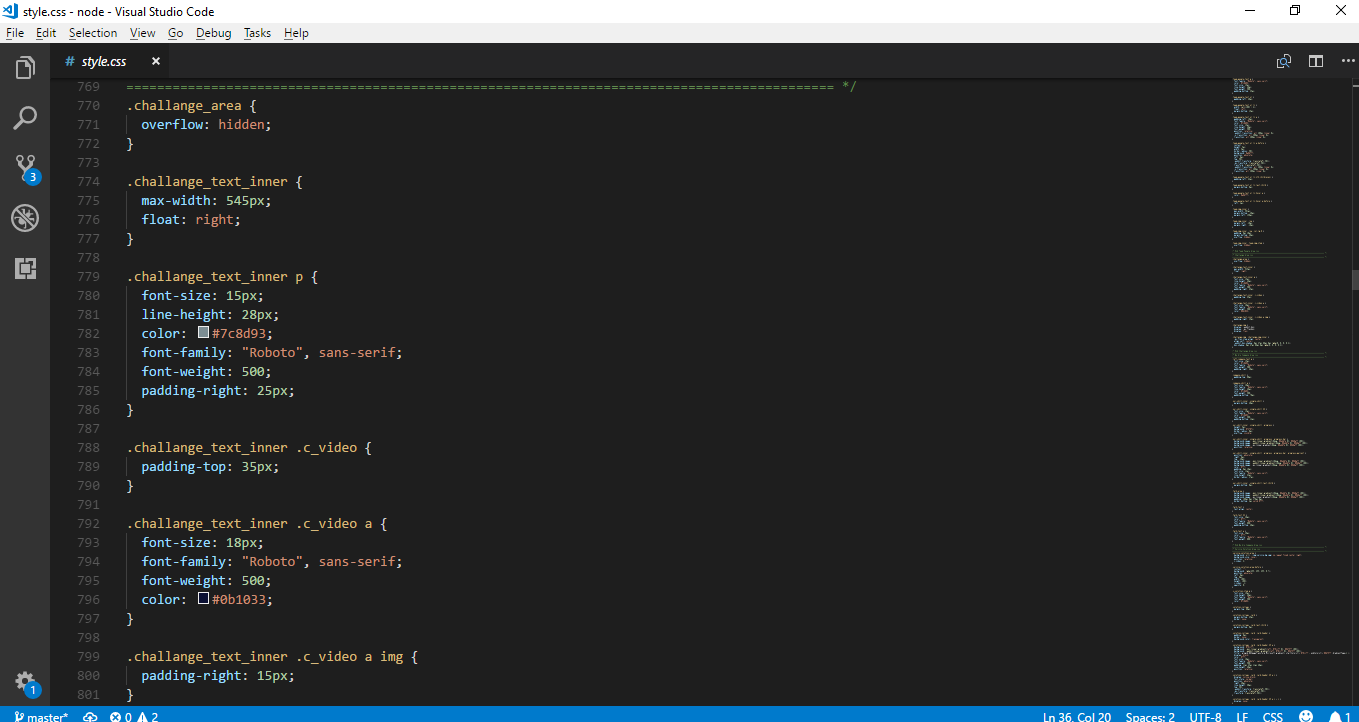 style.css - node - Visual Studio Code
File Edit Selection View Go Debug Tasks Help
# style.css ×
769 ============================================================================================ */
770 .challange_area {
771 overflow: hidden;
772 }
773
774 .challange_text_inner {
775 max-width: 545px;
776 float: right;
777 }
778
779 .challange_text_inner p {
780 font-size: 15px;
781 line-height: 28px;
782 color: #7c8d93;
783 font-family: "Roboto", sans-serif;
784 font-weight: 500;
785 padding-right: 25px;
786 }
787
788 .challange_text_inner .c_video {
789 padding-top: 35px;
790 }
791
792 .challange_text_inner .c_video a {
793 font-size: 18px;
794 font-family: "Roboto", sans-serif;
795 font-weight: 500;
796 color: #0b1033;
797 }
798
799 .challange_text_inner .c_video a img {
800 padding-right: 15px;
801 }
3
1
master* 0 2 Ln 36, Col 20 Spaces: 2 UTF-8 LF CSS 1